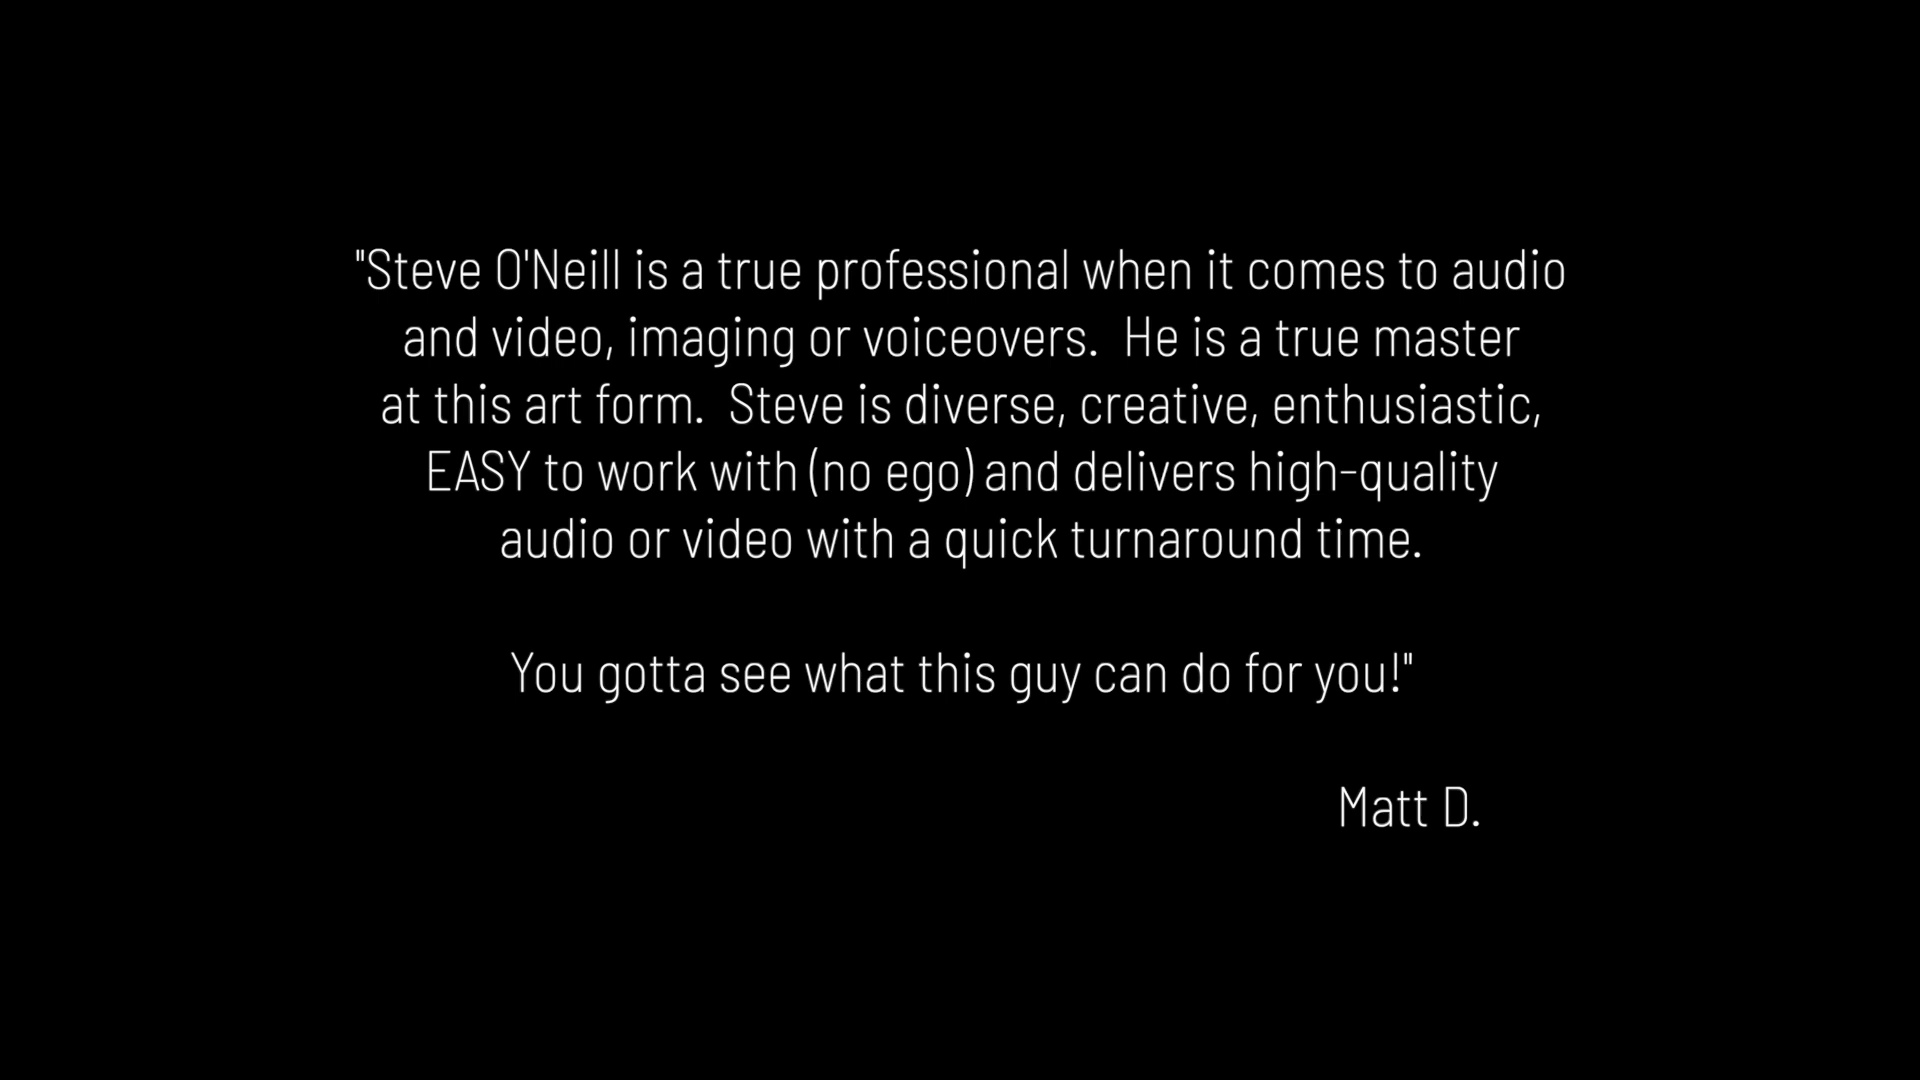 "Steve O'Neill is a true professional when it comes to audio
and video, imaging or voiceovers.  He is a true master
at this art form.  Steve is diverse, creative, enthusiastic,
EASY to work with (no ego) and delivers high-quality
audio or video with a quick turnaround time.
You gotta see what this guy can do for you!"
Matt D.